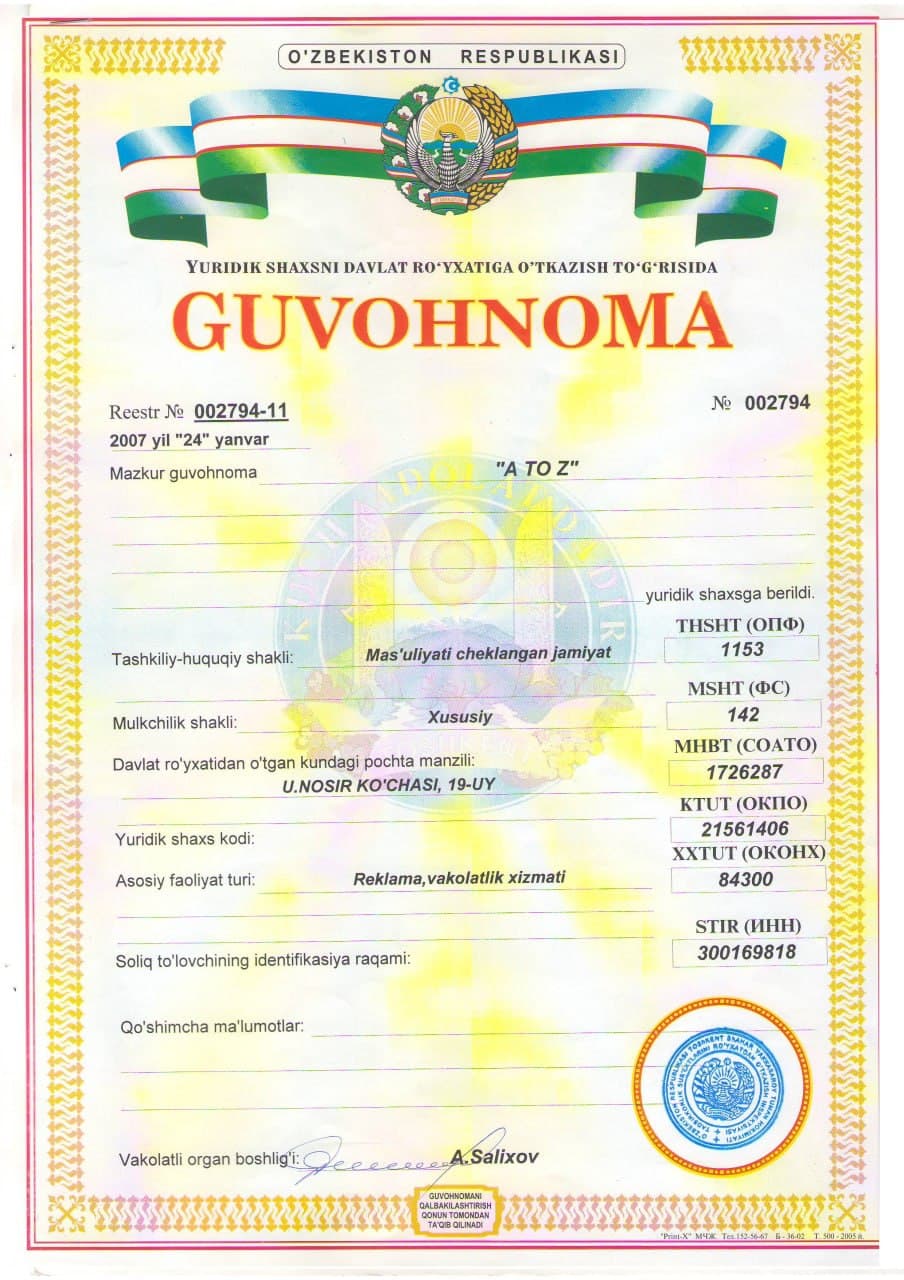 O'ZBEKISTON RESPUBLIKASI
YURIDIK SHAXSNI DAVLAT RO‘YXATIGA O‘TKAZISH TO‘G‘RISIDA
GUVOHNOMA
Reestr № 002794-11
№ 002794
2007 yil "24" yanvar
Mazkur guvohnoma "A TO Z"
yuridik shaxsga berildi.
THSHT (ОПФ)
Tashkiliy-huquqiy shakli: Mas'uliyati cheklangan jamiyat 1153
MSHT (ФС)
Mulkchilik shakli: Xususiy 142
MHBT (СОАТО)
Davlat ro'yxatidan o'tgan kundagi pochta manzili:
U.NOSIR KO'CHASI, 19-UY 1726287
KTUT (ОКПО)
Yuridik shaxs kodi: 21561406
XXTUT (ОКОНХ)
Asosiy faoliyat turi: Reklama,vakolatlik xizmati 84300
STIR (ИНН)
Soliq to'lovchining identifikasiya raqami: 300169818
Qo'shimcha ma'lumotlar:
Vakolatli organ boshlig'i: A.Salixov
GUVOHNOMANI
QALBAKILASHTIRISH
QONUN TOMONDAN
TA'QIB QILINADI
"Print-X" МЧЖ Тел.152-56-67 Б - 36-02 Т. 500 - 2005 й.